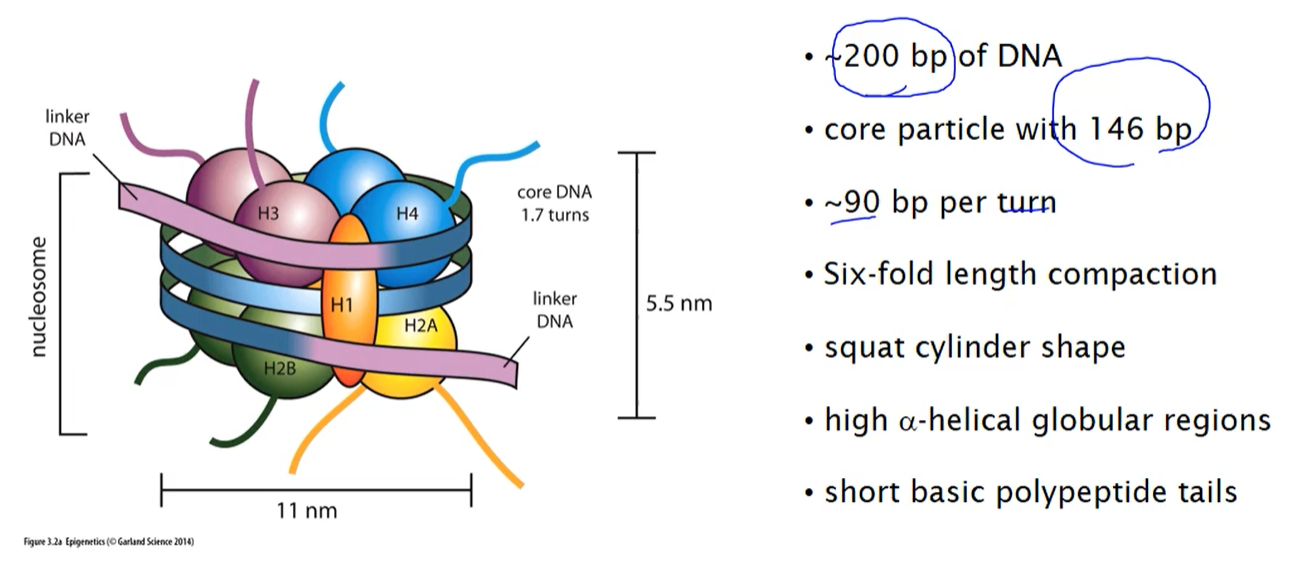 linker
DNA
H3
H4
core DNA
1.7 turns
nucleosome
H1
5.5 nm
linker
DNA
H2A
H2B
11 nm
Figure 3.2a Epigenetics (© Garland Science 2014)
• ~200 bp of DNA
• core particle with 146 bp
• ~90 bp per turn
• Six-fold length compaction
• squat cylinder shape
• high α-helical globular regions
• short basic polypeptide tails